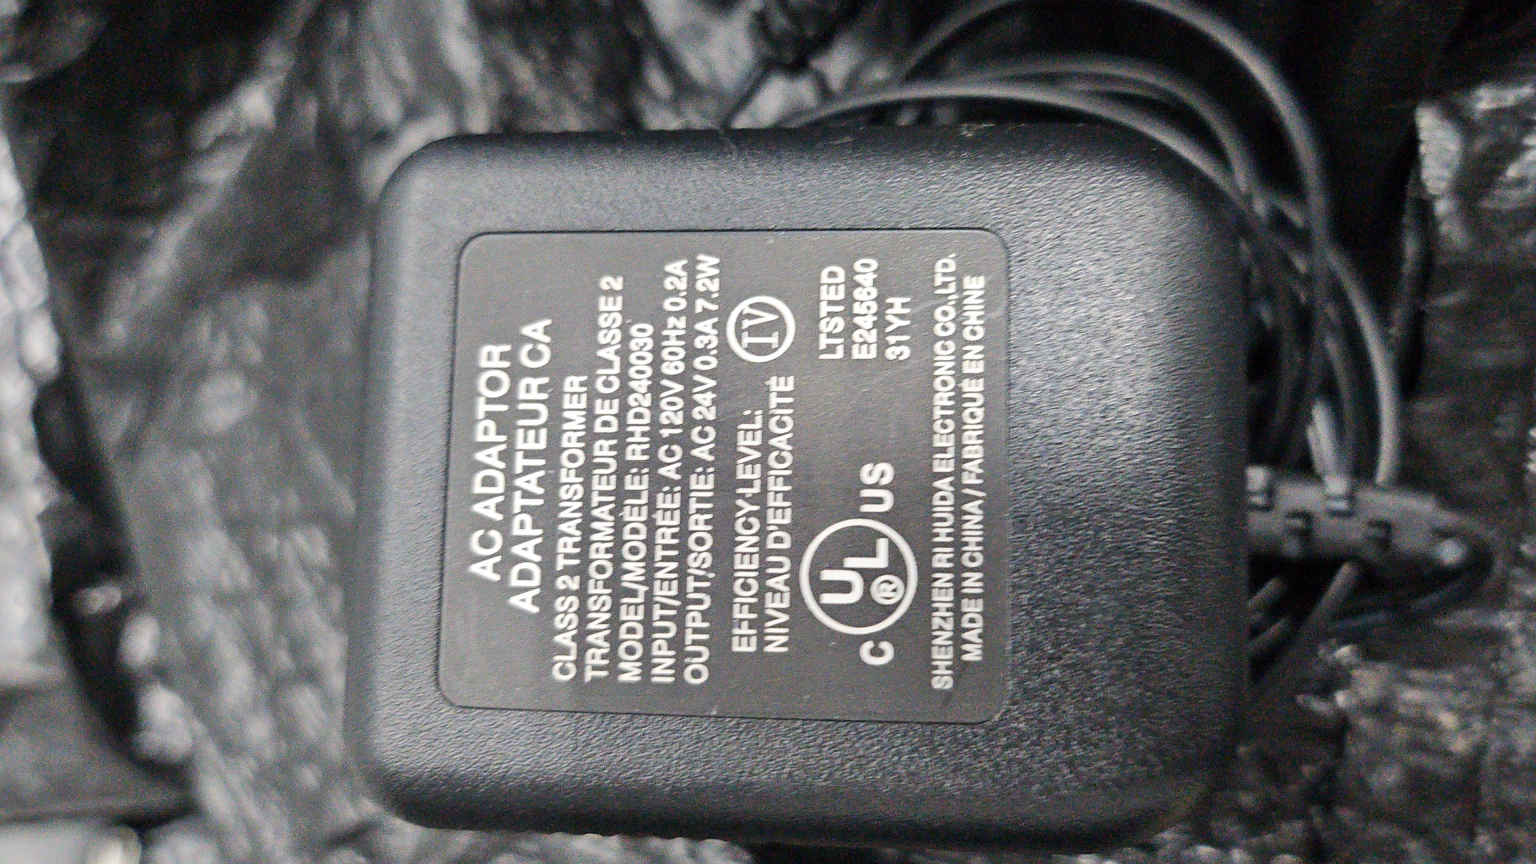 AC ADAPTOR
ADAPTATEUR CA
CLASS 2 TRANSFORMER
TRANSFORMATEUR DE CLASSE 2
MODEL/MODÈLE: RHD240030
INPUT/ENTRÉE: AC 120V 60Hz 0.2A
OUTPUT/SORTIE: AC 24V 0.3A 7.2W
EFFICIENCY LEVEL:
NIVEAU D'EFFICACITÉ
IV
C UL® US
LTSTED
E245640
31YH
SHENZHEN RI HUIDA ELECTRONIC CO.,LTD.
MADE IN CHINA / FABRIQUE EN CHINE